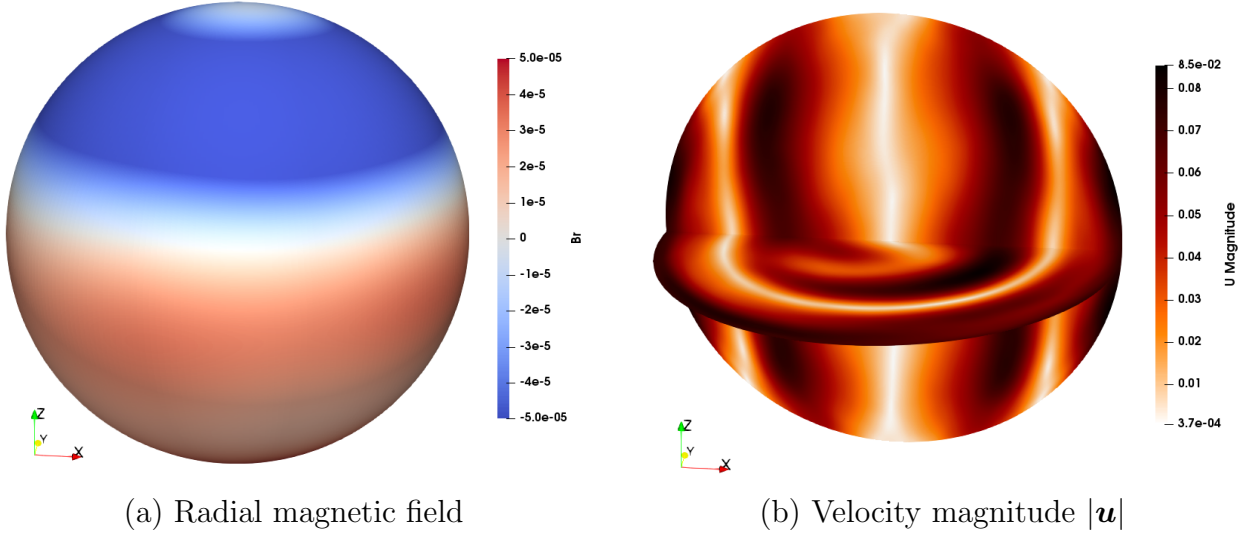 5.0e-05
4e-5
2e-5
1e-5
0
-1e-5
-2e-5
-3e-5
-4e-5
-5.0e-05
Br
Z
Y
X
8.5e-02
0.08
0.07
0.06
0.05
0.04
0.03
0.02
0.01
3.7e-04
U Magnitude
Z
Y
X
(a) Radial magnetic field
(b) Velocity magnitude |u|